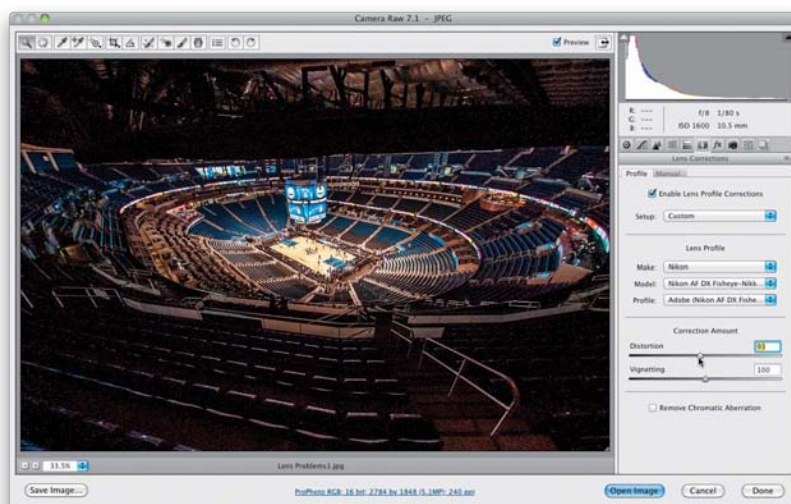 Camera Raw 7.1 – JPEG
Preview
R: ---
G: ---
B: ---
f/8 1/80 s
ISO 1600 10.5 mm
Lens Corrections
Profile Manual
Enable Lens Profile Corrections
Setup: Custom
Lens Profile
Make: Nikon
Model: Nikon AF DX Fisheye-Nikk...
Profile: Adobe (Nikon AF DX Fishe...
Correction Amount
Distortion
Vignetting 100
Remove Chromatic Aberration
33.5%
Lens Problems1.jpg
Save Image...
ProPhoto RGB; 16 bit; 2784 by 1848 (5.1MP); 240 ppi
Open Image
Cancel
Done